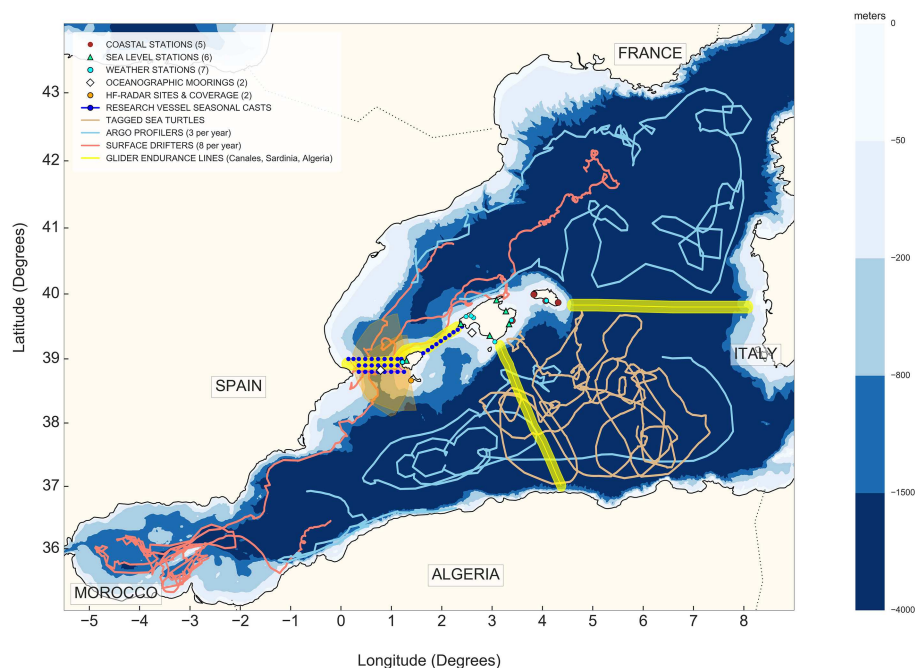 meters
0
−50
−200
−800
−1500
−4000
COASTAL STATIONS (5)
SEA LEVEL STATIONS (6)
WEATHER STATIONS (7)
OCEANOGRAPHIC MOORINGS (2)
HF-RADAR SITES & COVERAGE (2)
RESEARCH VESSEL SEASONAL CASTS
TAGGED SEA TURTLES
ARGO PROFILERS (3 per year)
SURFACE DRIFTERS (8 per year)
GLIDER ENDURANCE LINES (Canales, Sardinia, Algeria)
FRANCE
ITALY
SPAIN
ALGERIA
MOROCCO
Latitude (Degrees)
43
42
41
40
39
38
37
36
−5 −4 −3 −2 −1 0 1 2 3 4 5 6 7 8
Longitude (Degrees)